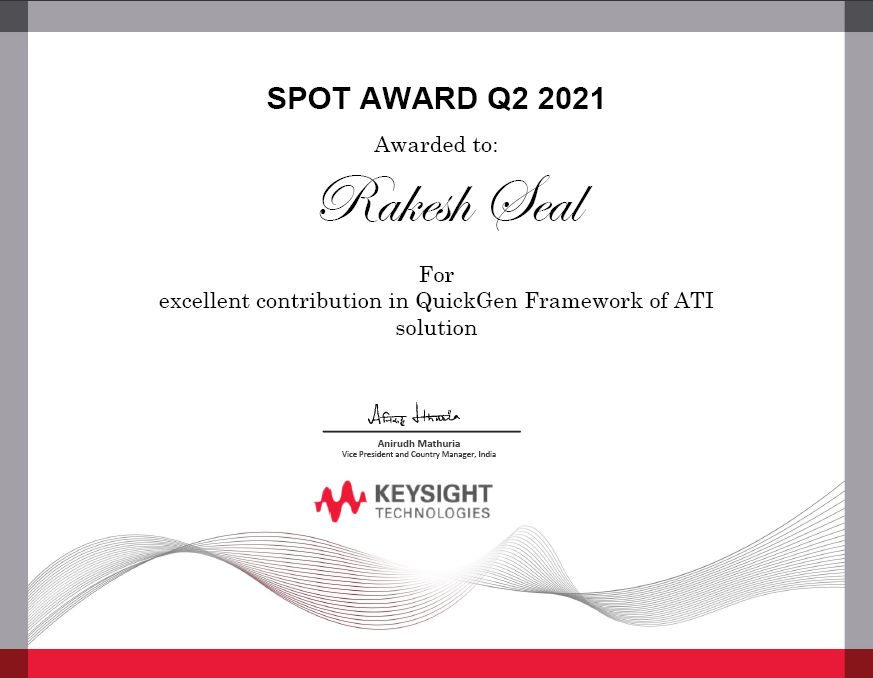 SPOT AWARD Q2 2021
Awarded to:
Rakesh Seal
For
excellent contribution in QuickGen Framework of ATI
solution
Anirudh Mathuria
Vice President and Country Manager, India
KEYSIGHT
TECHNOLOGIES